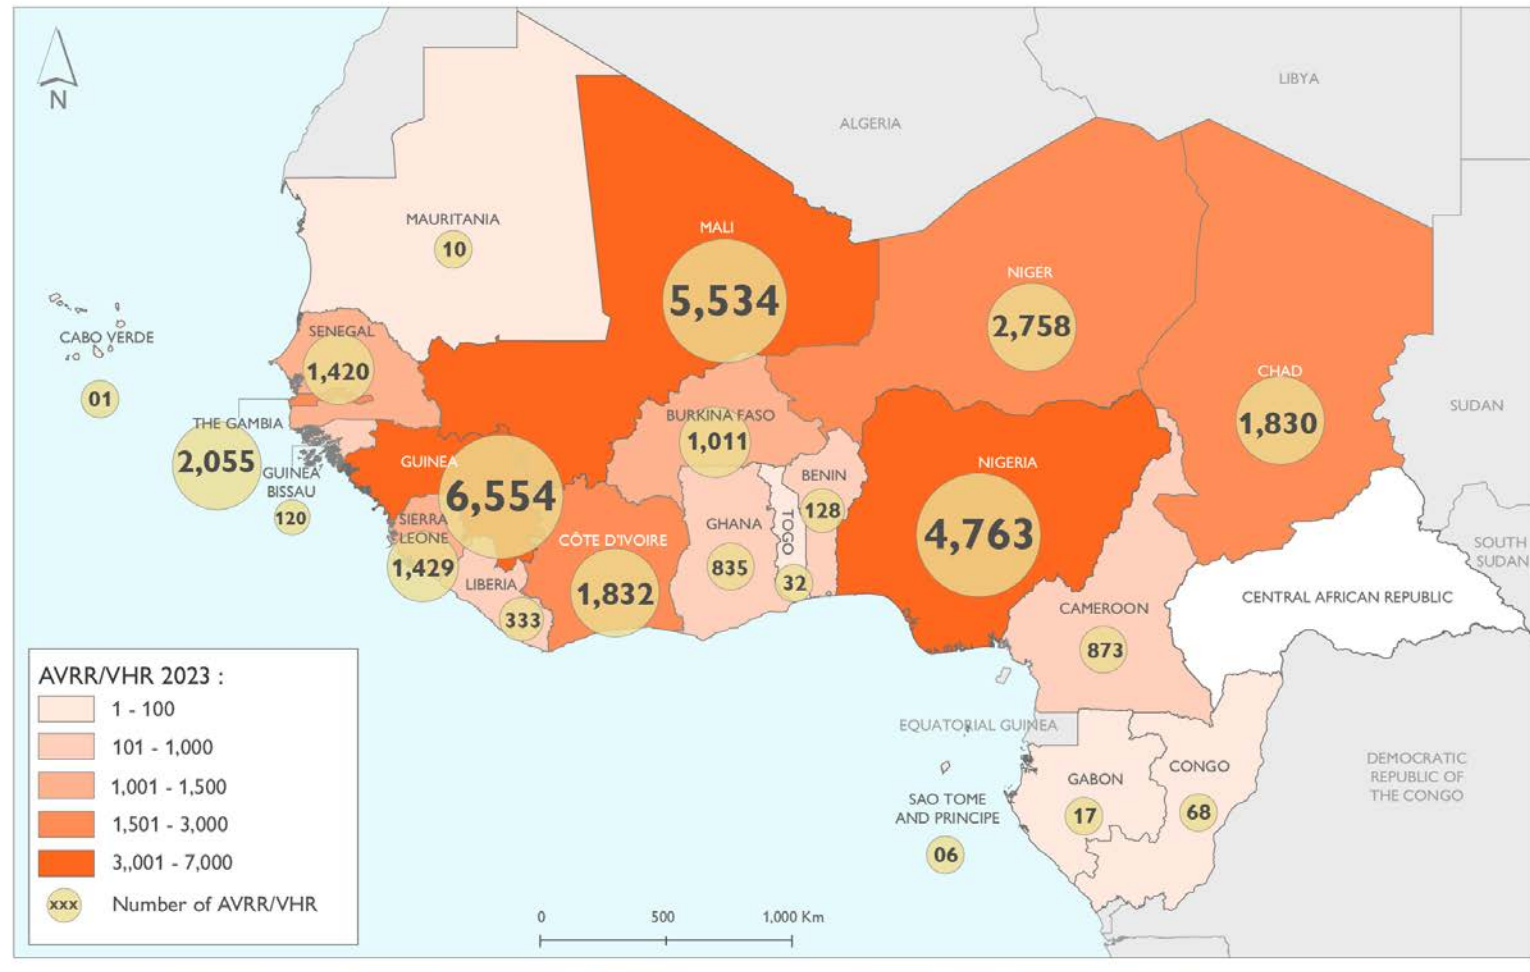 N
LIBYA
ALGERIA
MAURITANIA
10
MALI
5,534
NIGER
2,758
CHAD
1,830
SUDAN
CABO VERDE
01
SENEGAL
1,420
THE GAMBIA
2,055
GUINEA
BISSAU
120
GUINEA
6,554
BURKINA FASO
1,011
BENIN
128
NIGERIA
4,763
SIERRA
LEONE
1,429
LIBERIA
333
CÔTE D'IVOIRE
1,832
GHANA
835
TOGO
32
SOUTH
SUDAN
CENTRAL AFRICAN REPUBLIC
CAMEROON
873
EQUATORIAL GUINEA
GABON
17
CONGO
68
DEMOCRATIC
REPUBLIC OF
THE CONGO
SAO TOME
AND PRINCIPE
06
AVRR/VHR 2023 :
1 - 100
101 - 1,000
1,001 - 1,500
1,501 - 3,000
3,,001 - 7,000
xxx Number of AVRR/VHR
0 500 1,000 Km